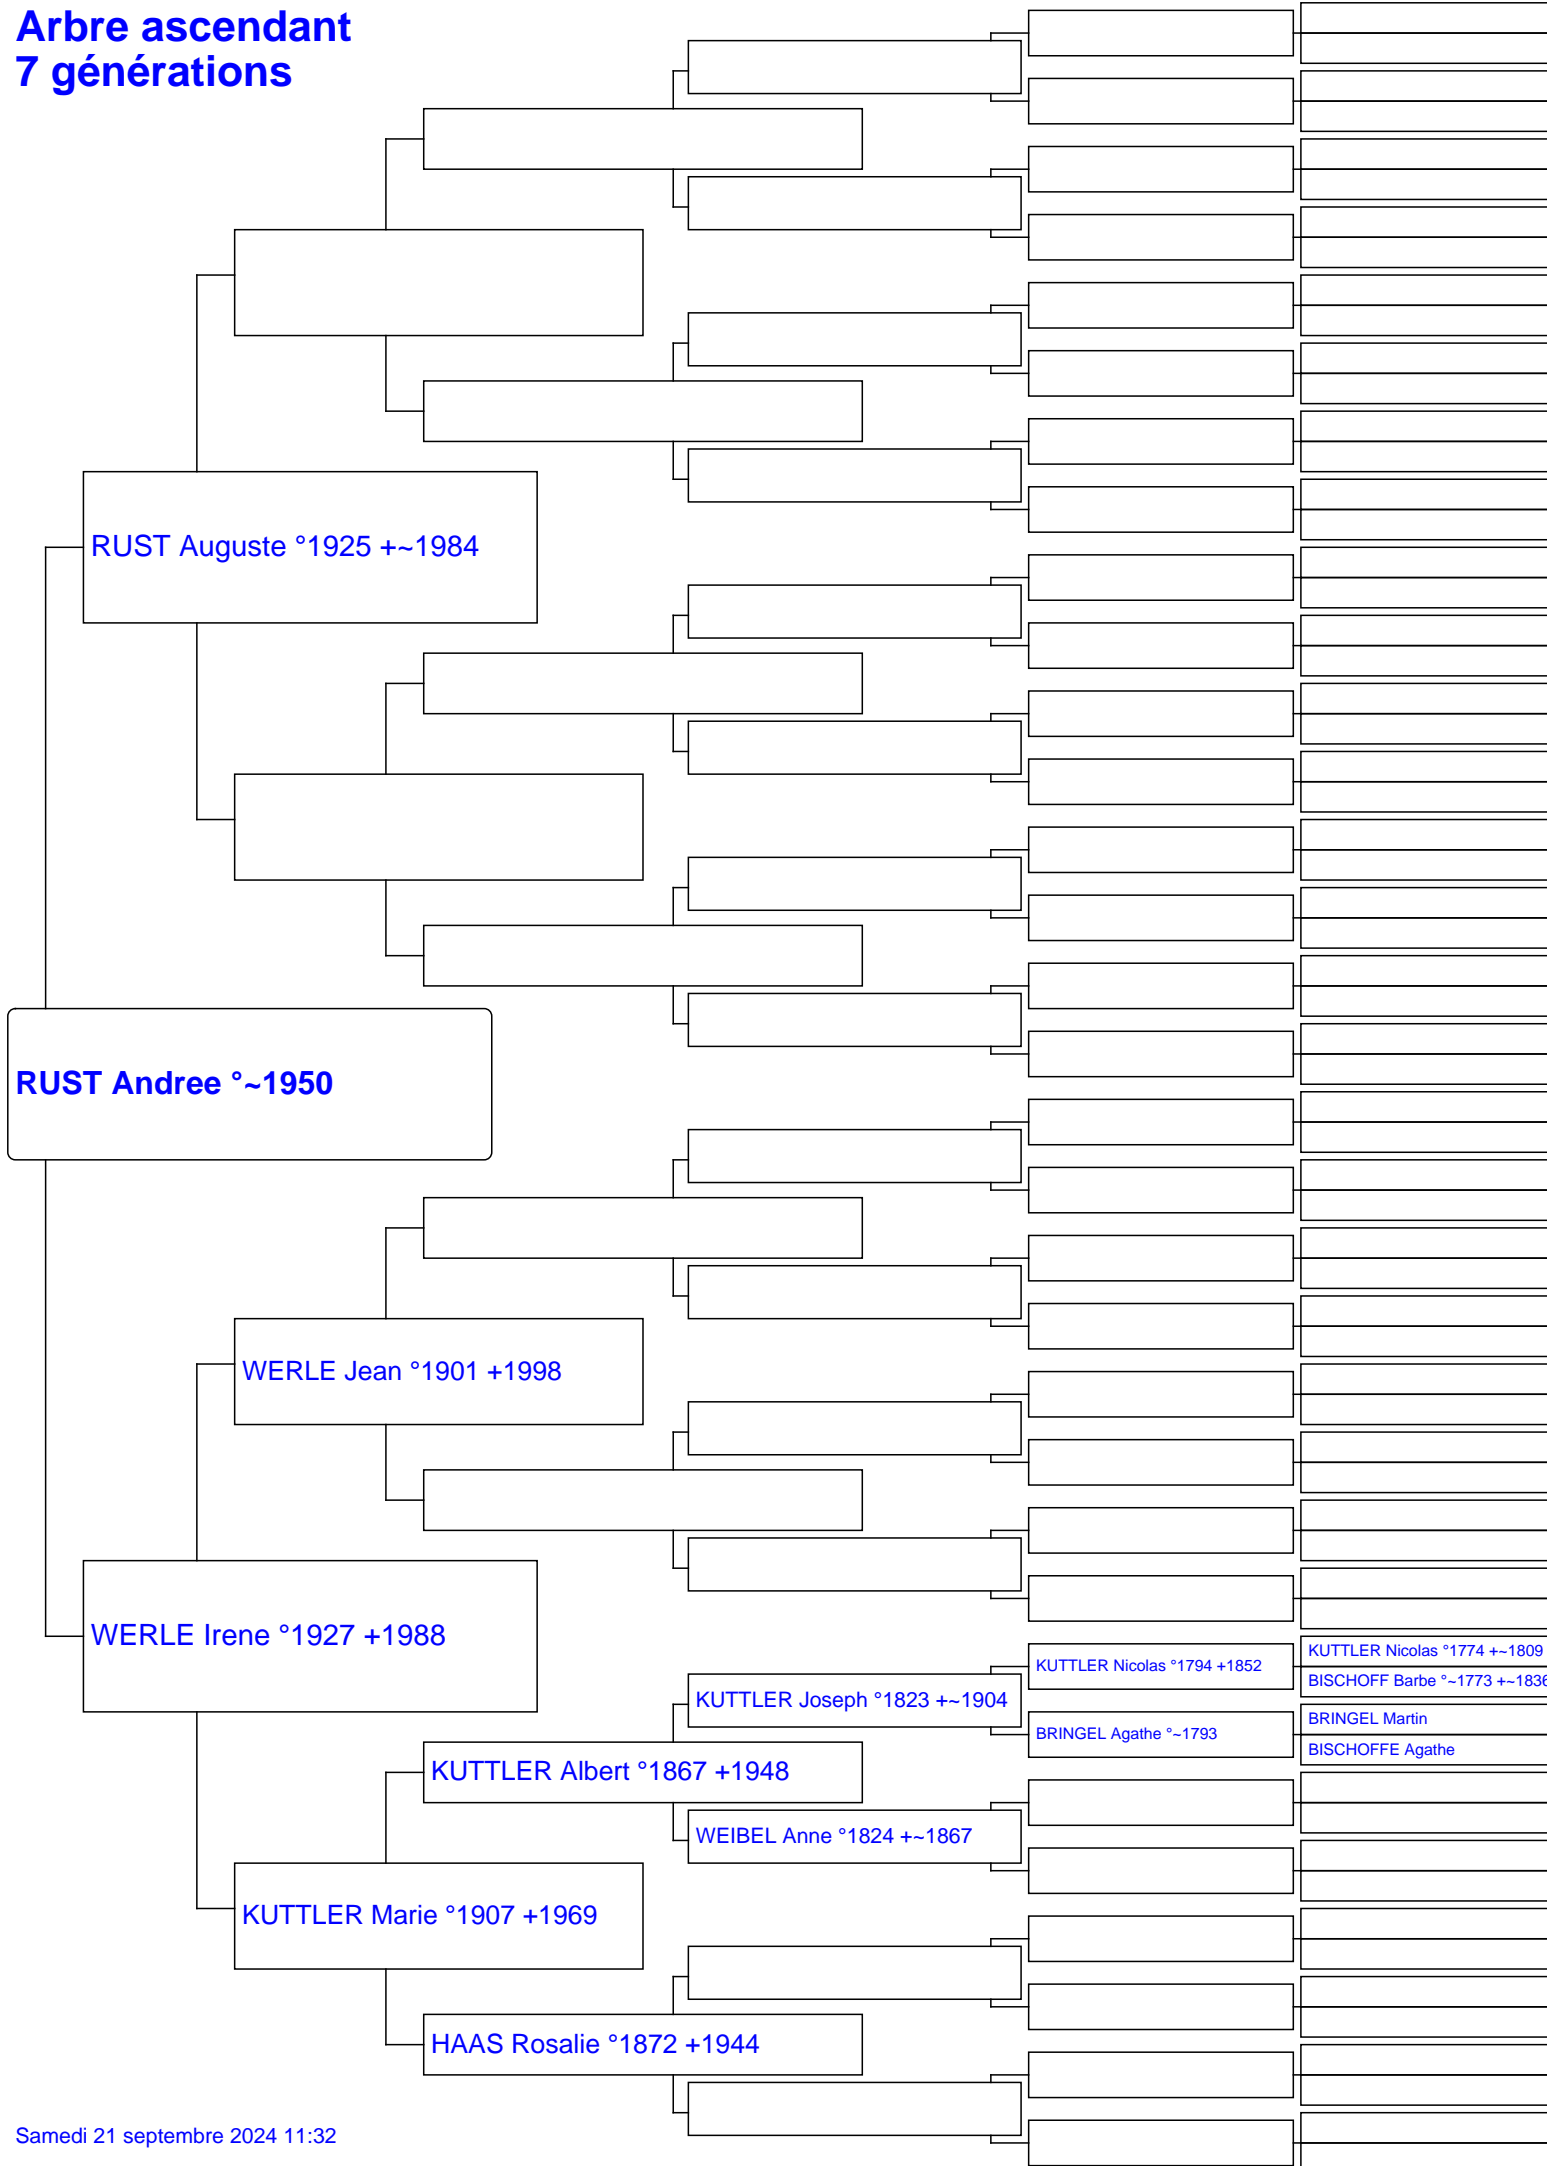 Arbre ascendant
7 générations
RUST Auguste °1925 +~1984
RUST Andree °~1950
WERLE Jean °1901 +1998
WERLE Irene °1927 +1988
KUTTLER Nicolas °1794 +1852
KUTTLER Nicolas °1774 +~1809
BISCHOFF Barbe °~1773 +~1836
KUTTLER Joseph °1823 +~1904
BRINGEL Agathe °~1793
BRINGEL Martin
BISCHOFFE Agathe
KUTTLER Albert °1867 +1948
WEIBEL Anne °1824 +~1867
KUTTLER Marie °1907 +1969
HAAS Rosalie °1872 +1944
Samedi 21 septembre 2024 11:32